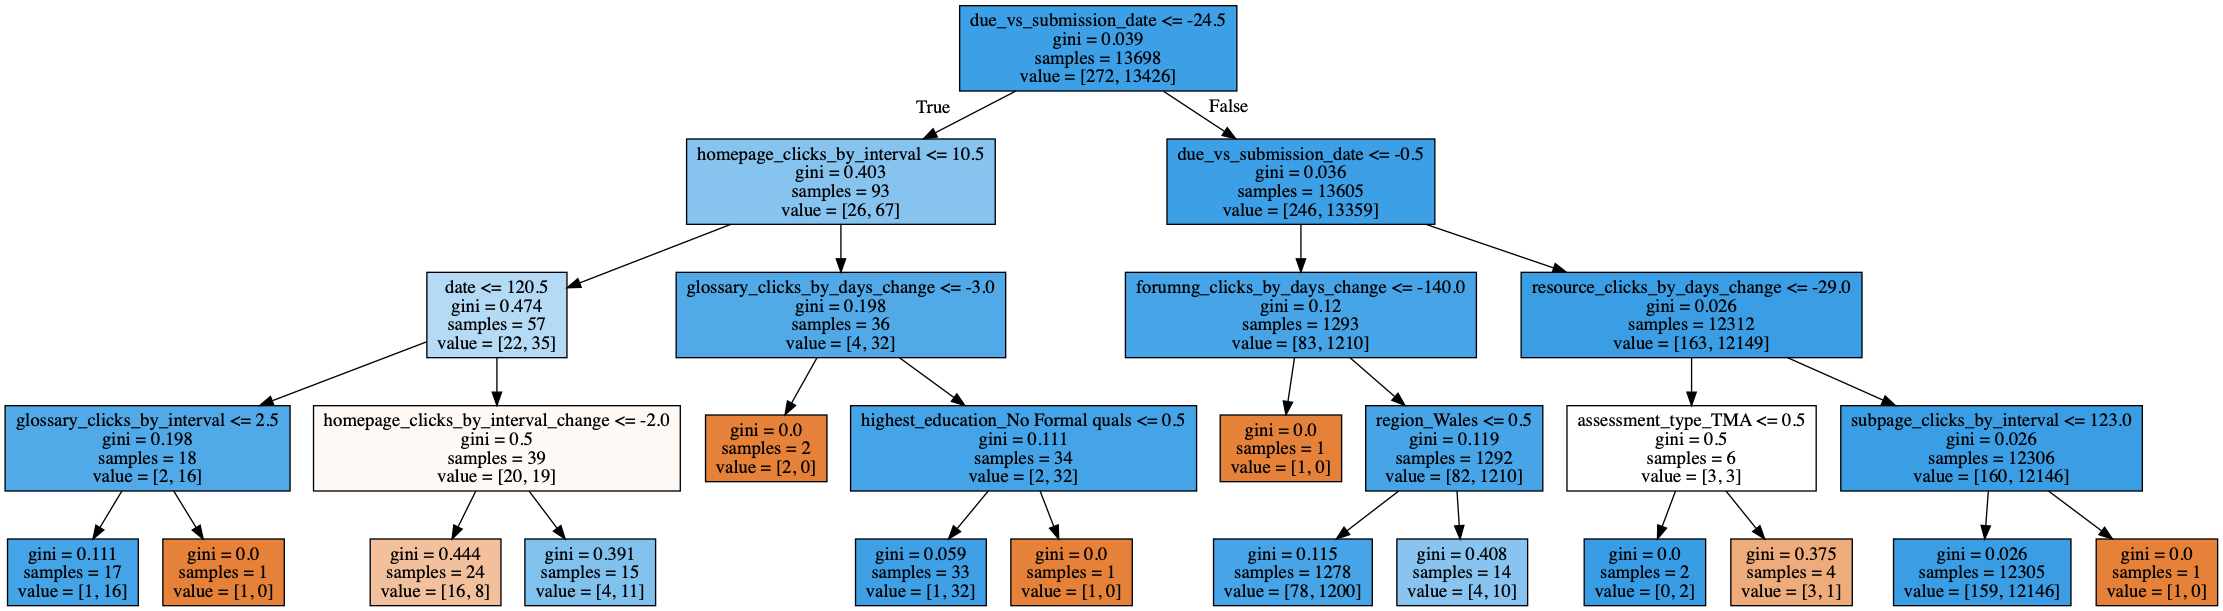 due_vs_submission_date <= -24.5
gini = 0.039
samples = 13698
value = [272, 13426]
True
False
homepage_clicks_by_interval <= 10.5
gini = 0.403
samples = 93
value = [26, 67]
due_vs_submission_date <= -0.5
gini = 0.036
samples = 13605
value = [246, 13359]
date <= 120.5
gini = 0.474
samples = 57
value = [22, 35]
glossary_clicks_by_days_change <= -3.0
gini = 0.198
samples = 36
value = [4, 32]
forumng_clicks_by_days_change <= -140.0
gini = 0.12
samples = 1293
value = [83, 1210]
resource_clicks_by_days_change <= -29.0
gini = 0.026
samples = 12312
value = [163, 12149]
glossary_clicks_by_interval <= 2.5
gini = 0.198
samples = 18
value = [2, 16]
homepage_clicks_by_interval_change <= -2.0
gini = 0.5
samples = 39
value = [20, 19]
gini = 0.0
samples = 2
value = [2, 0]
highest_education_No Formal quals <= 0.5
gini = 0.111
samples = 34
value = [2, 32]
gini = 0.0
samples = 1
value = [1, 0]
region_Wales <= 0.5
gini = 0.119
samples = 1292
value = [82, 1210]
assessment_type_TMA <= 0.5
gini = 0.5
samples = 6
value = [3, 3]
subpage_clicks_by_interval <= 123.0
gini = 0.026
samples = 12306
value = [160, 12146]
gini = 0.111
samples = 17
value = [1, 16]
gini = 0.0
samples = 1
value = [1, 0]
gini = 0.444
samples = 24
value = [16, 8]
gini = 0.391
samples = 15
value = [4, 11]
gini = 0.059
samples = 33
value = [1, 32]
gini = 0.0
samples = 1
value = [1, 0]
gini = 0.115
samples = 1278
value = [78, 1200]
gini = 0.408
samples = 14
value = [4, 10]
gini = 0.0
samples = 2
value = [0, 2]
gini = 0.375
samples = 4
value = [3, 1]
gini = 0.026
samples = 12305
value = [159, 12146]
gini = 0.0
samples = 1
value = [1, 0]